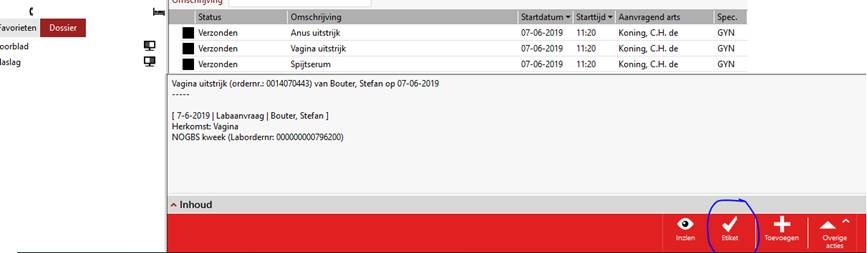 Omschrijving
Favorieten Dossier
Status Omschrijving Startdatum Starttijd Aanvragend arts Spec.
Verzonden Anus uitstrijk 07-06-2019 11:20 Koning, C.H. de GYN
Verzonden Vagina uitstrijk 07-06-2019 11:20 Koning, C.H. de GYN
Verzonden Spijtserum 07-06-2019 11:20 Koning, C.H. de GYN
oorblad
laslag
Vagina uitstrijk (ordernr.: 0014070443) van Bouter, Stefan op 07-06-2019
-----
[ 7-6-2019 | Labaanvraag | Bouter, Stefan ]
Herkomst: Vagina
NOGBS kweek (Labordernr: 000000000796200)
Inhoud
Inzien Etiket Toevoegen Overige
acties